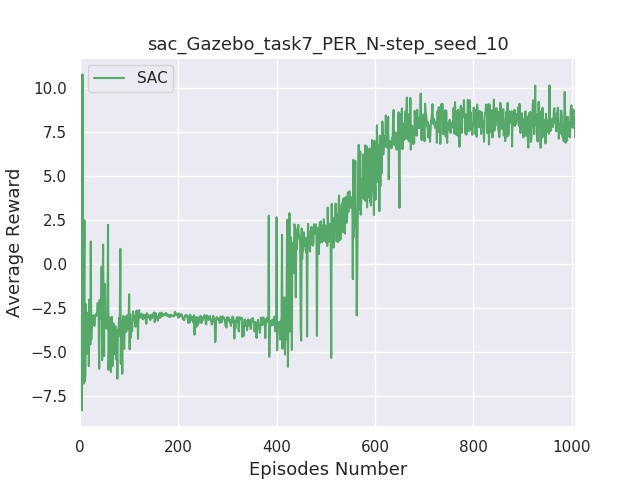 sac_Gazebo_task7_PER_N-step_seed_10
SAC
Average Reward
10.0
7.5
5.0
2.5
0.0
−2.5
−5.0
−7.5
0 200 400 600 800 1000
Episodes Number